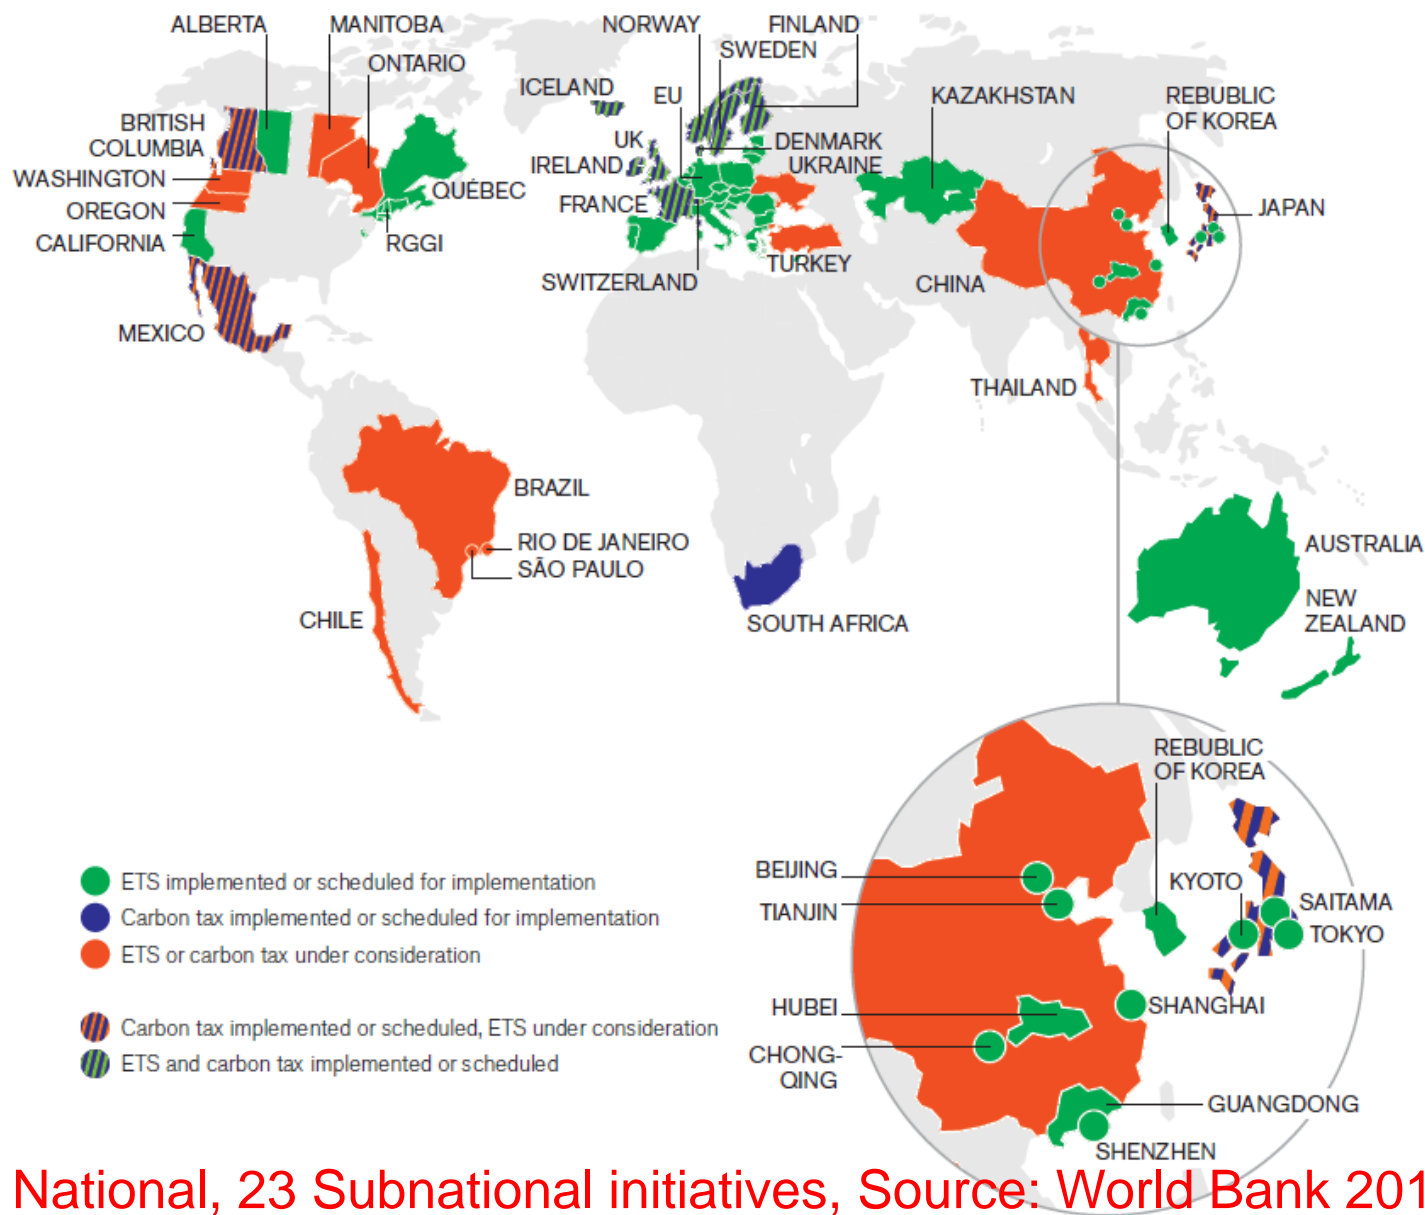 ALBERTA
MANITOBA
ONTARIO
NORWAY
FINLAND
SWEDEN
ICELAND
EU
KAZAKHSTAN
REBUBLIC
OF KOREA
BRITISH
COLUMBIA
UK
IRELAND
DENMARK
UKRAINE
WASHINGTON
QUÉBEC
OREGON
FRANCE
JAPAN
CALIFORNIA
RGGI
TURKEY
SWITZERLAND
CHINA
MEXICO
THAILAND
BRAZIL
RIO DE JANEIRO
SÃO PAULO
AUSTRALIA
NEW
ZEALAND
CHILE
SOUTH AFRICA
REBUBLIC
OF KOREA
BEIJING
TIANJIN
KYOTO
SAITAMA
TOKYO
HUBEI
SHANGHAI
CHONG-
QING
GUANGDONG
SHENZHEN
ETS implemented or scheduled for implementation
Carbon tax implemented or scheduled for implementation
ETS or carbon tax under consideration
Carbon tax implemented or scheduled, ETS under consideration
ETS and carbon tax implemented or scheduled
National, 23 Subnational initiatives, Source: World Bank 201